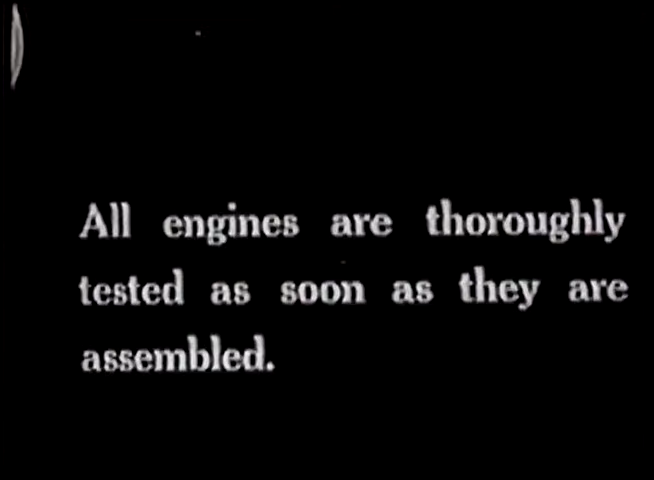 All engines are thoroughly
tested as soon as they are
assembled.